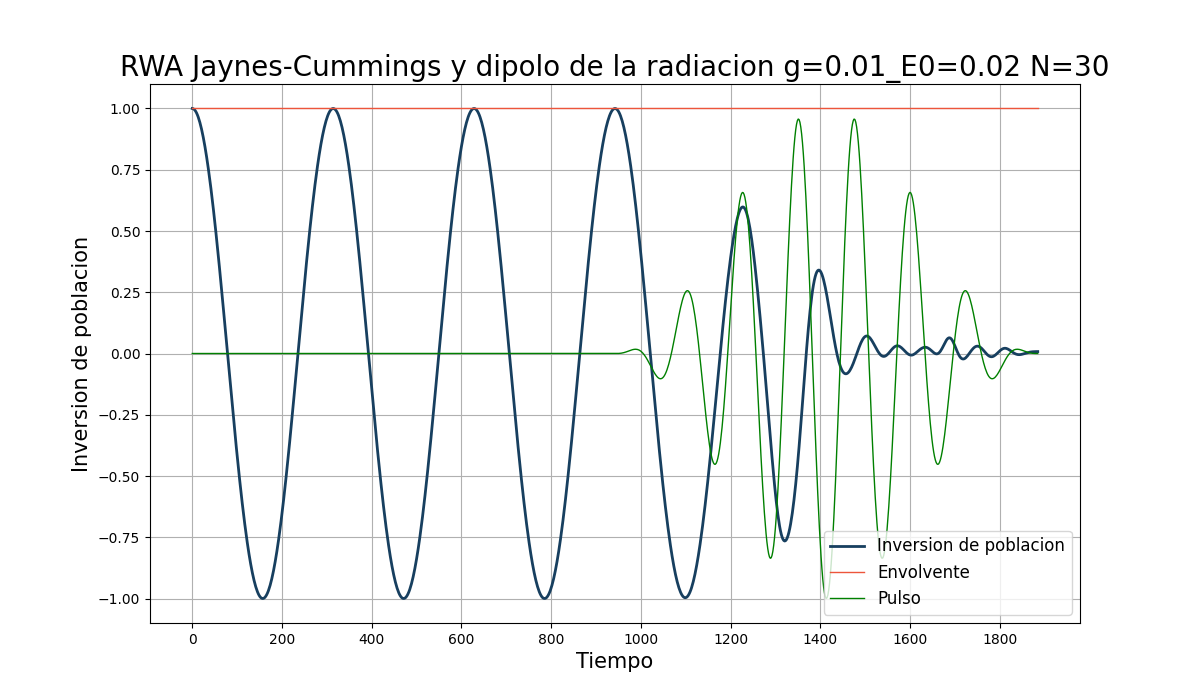 RWA Jaynes-Cummings y dipolo de la radiacion g=0.01_E0=0.02 N=30
Inversion de poblacion
1.00
0.75
0.50
0.25
0.00
−0.25
−0.50
−0.75
−1.00
Inversion de poblacion
Envolvente
Pulso
0 200 400 600 800 1000 1200 1400 1600 1800
Tiempo